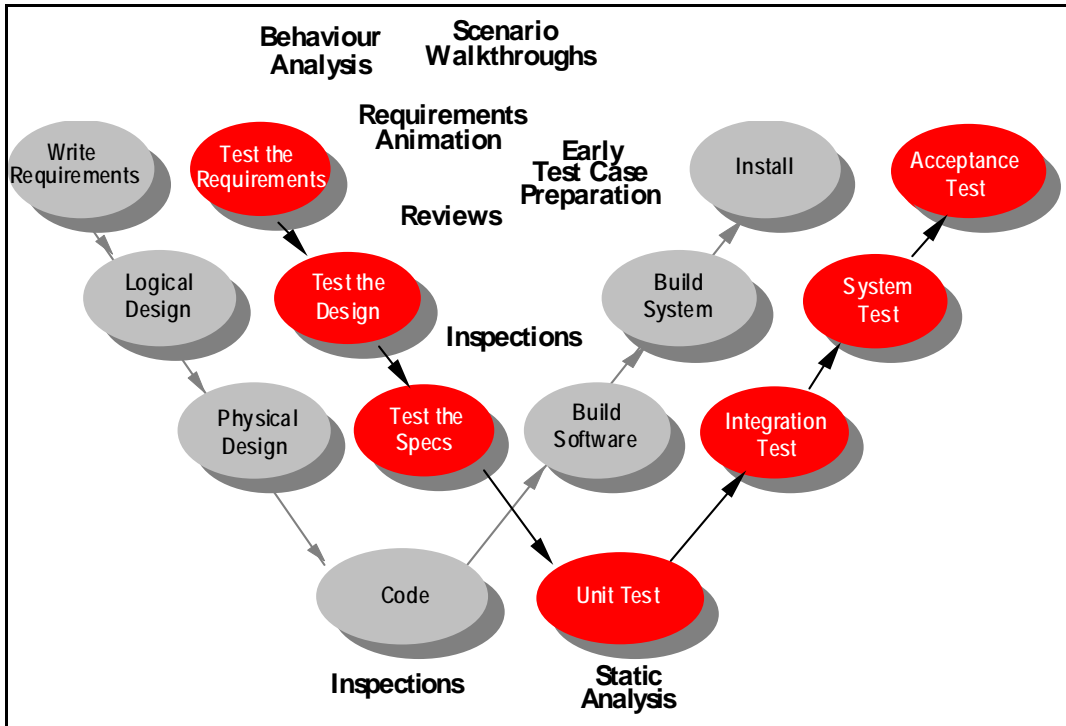 Behaviour
Analysis
Scenario
Walkthroughs
Requirements
Animation
Early
Test Case
Preparation
Reviews
Write
Requirements
Test the
Requirements
Install
Acceptance
Test
Logical
Design
Test the
Design
Build
System
System
Test
Inspections
Physical
Design
Test the
Specs
Build
Software
Integration
Test
Code
Unit Test
Inspections
Static
Analysis